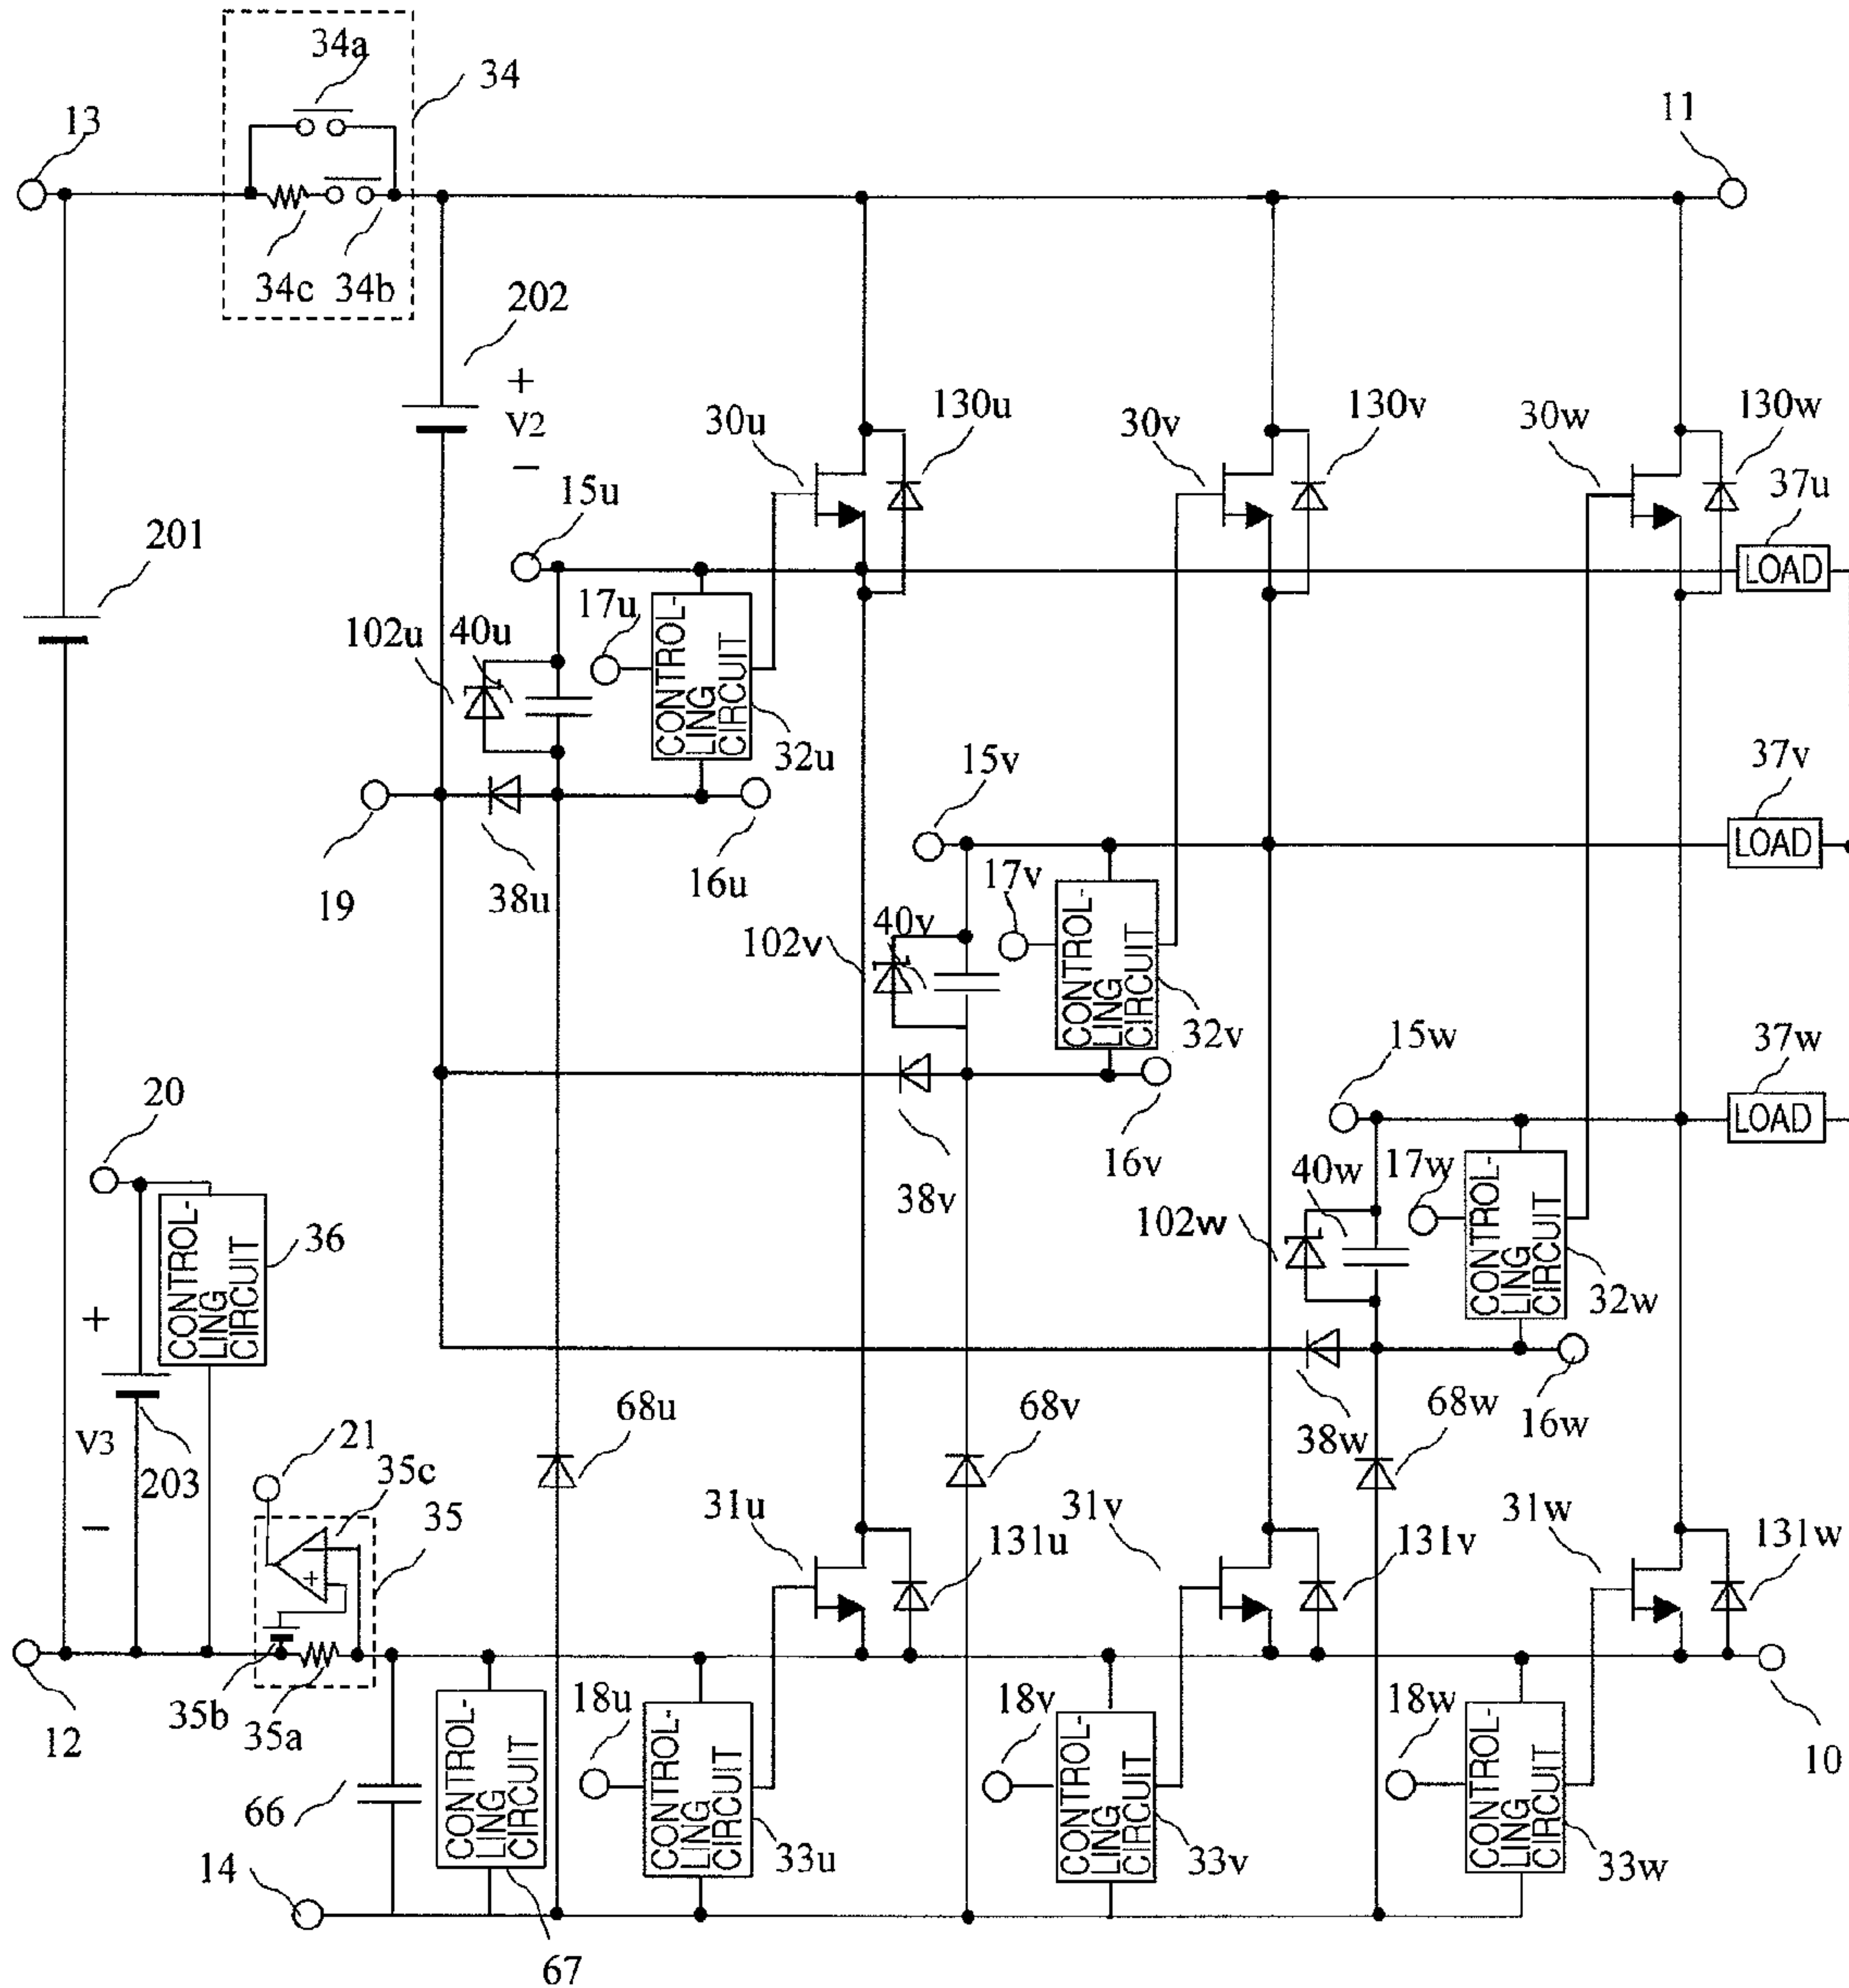 34a
34
13
11
34c 34b
202
+
V2
−
30u
130u
30v
130v
30w
130w
37u
LOAD
15u
201
17u
102u
40u
CONTROL-
LING
CIRCUIT
32u
15v
37v
LOAD
19
38u
16u
17v
40v
102v
CONTROL-
LING
CIRCUIT
32v
15w
37w
LOAD
20
16v
38v
17w
40w
102w
CONTROL-
LING
CIRCUIT
32w
CONTROL-
LING
CIRCUIT
36
+
V3
−
203
21
35c
35
+
68u
68v
38w
68w
16w
31u
131u
31v
131v
31w
131w
12
35b
35a
18u
18v
18w
10
66
CONTROL-
LING
CIRCUIT
67
CONTROL-
LING
CIRCUIT
33u
CONTROL-
LING
CIRCUIT
33v
CONTROL-
LING
CIRCUIT
33w
14